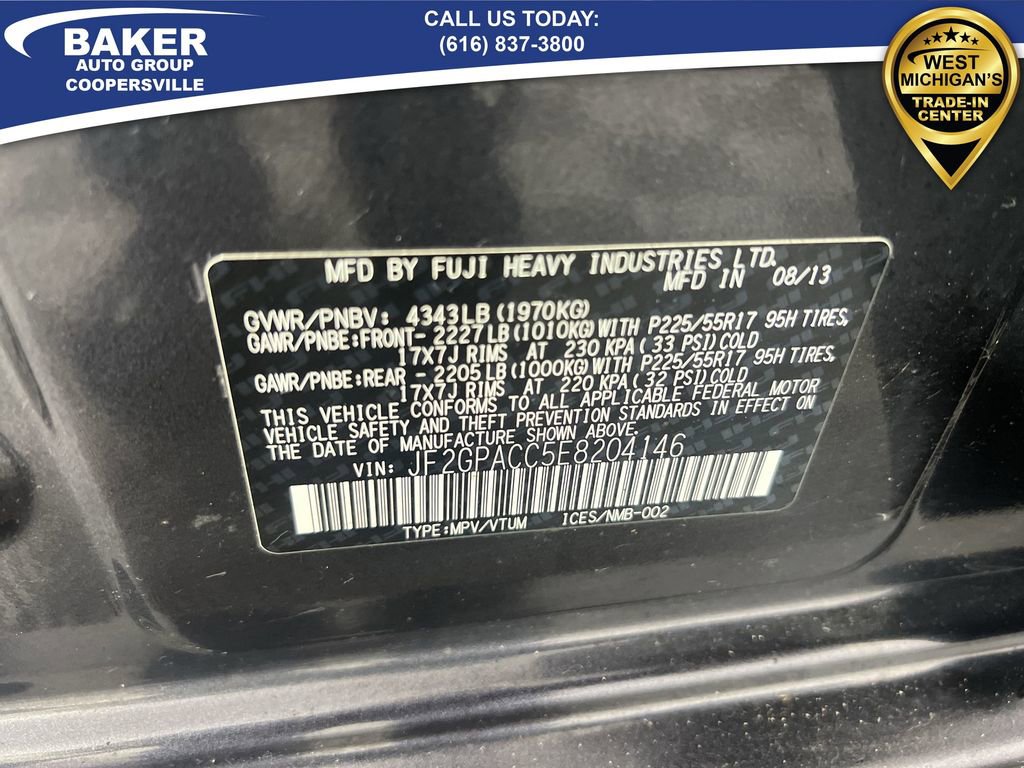 BAKER
AUTO GROUP
COOPERSVILLE
CALL US TODAY:
(616) 837-3800
WEST
MICHIGAN'S
TRADE-IN
CENTER
MFD BY FUJI HEAVY INDUSTRIES LTD.
MFD IN 08/13
GVWR/PNBV: 4343LB(1970KG)
GAWR/PNBE:FRONT- 2227LB(1010KG)WITH P225/55R17 95H TIRES,
17X7J RIMS AT 230 KPA(33 PSI)COLD
GAWR/PNBE:REAR - 2205LB(1000KG)WITH P225/55R17 95H TIRES,
17X7J RIMS AT 220 KPA(32 PSI)COLD
THIS VEHICLE CONFORMS TO ALL APPLICABLE FEDERAL MOTOR
VEHICLE SAFETY AND THEFT PREVENTION STANDARDS IN EFFECT ON
THE DATE OF MANUFACTURE SHOWN ABOVE.
VIN: JF2GPACC5E8204146
TYPE:MPV/VTUM ICES/NMB-002